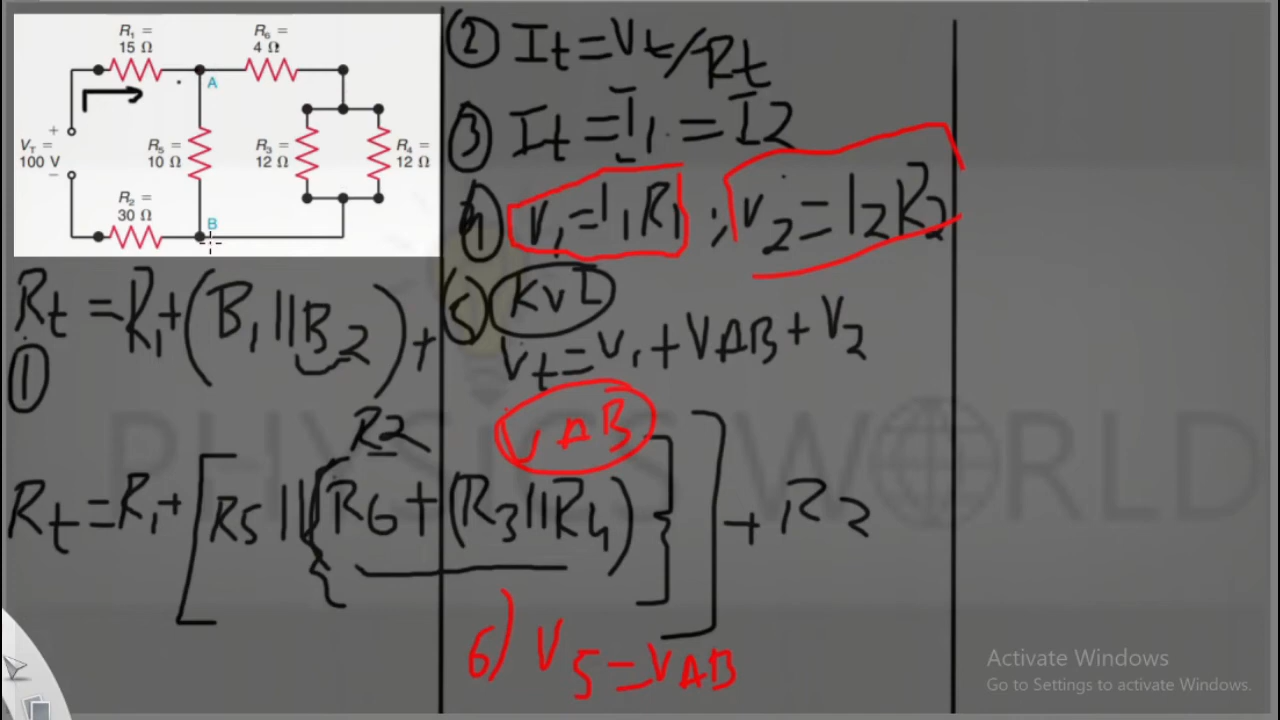 R₁ =
15 Ω
R₆ =
4 Ω
A
+
Vᴛ =
100 V
−
R₅ =
10 Ω
R₃ =
12 Ω
R₄ =
12 Ω
R₂ =
30 Ω
B
Rt = R₁ + (B₁ || B₂) +
①
R2
Rt = R₁ + [R5 || {R6 + (R3 || R4)}] + R2
② It = Vt / Rt
③ It = I₁ = I2
④ V₁ = I₁R₁ ; V₂ = I₂R₂
⑤ KVL
Vt = V₁ + VAB + V₂
VAB
6) V5 = VAB
PHYSICS WORLD
Activate Windows
Go to Settings to activate Windows.